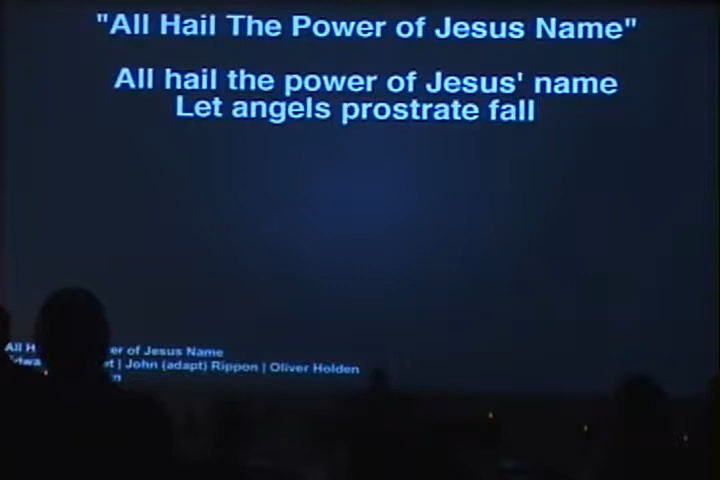 "All Hail The Power of Jesus Name"
All hail the power of Jesus' name
Let angels prostrate fall
All H er of Jesus Name
t | John (adapt) Rippon | Oliver Holden